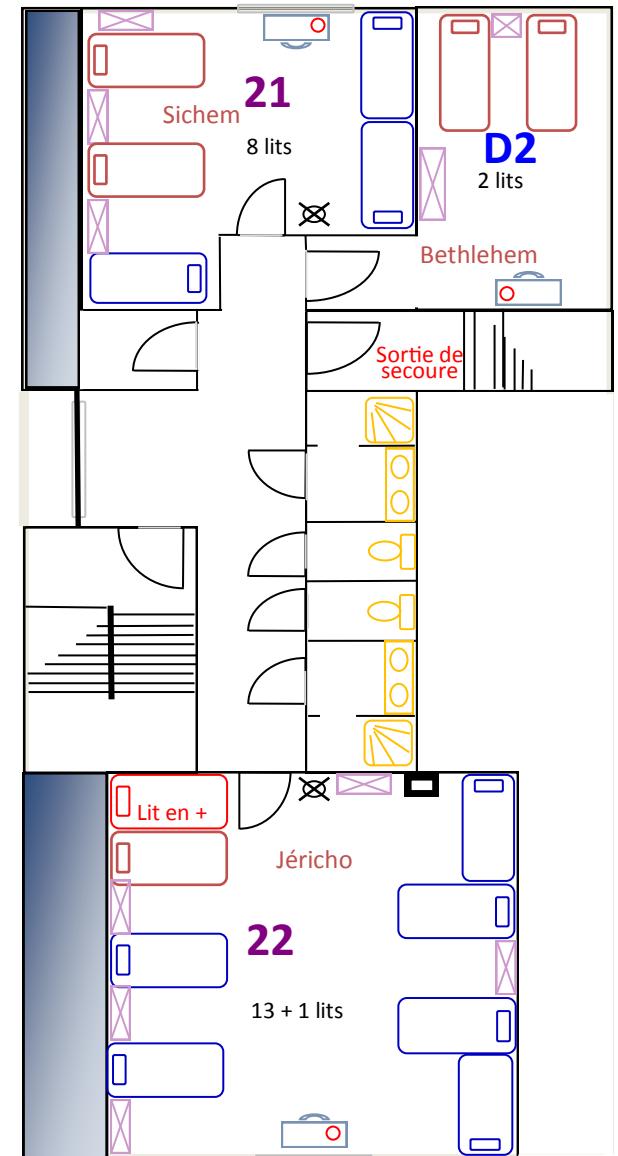 21
Sichem
8 lits
D2
2 lits
Bethlehem
Sortie de
secoure
Lit en +
Jéricho
22
13 + 1 lits